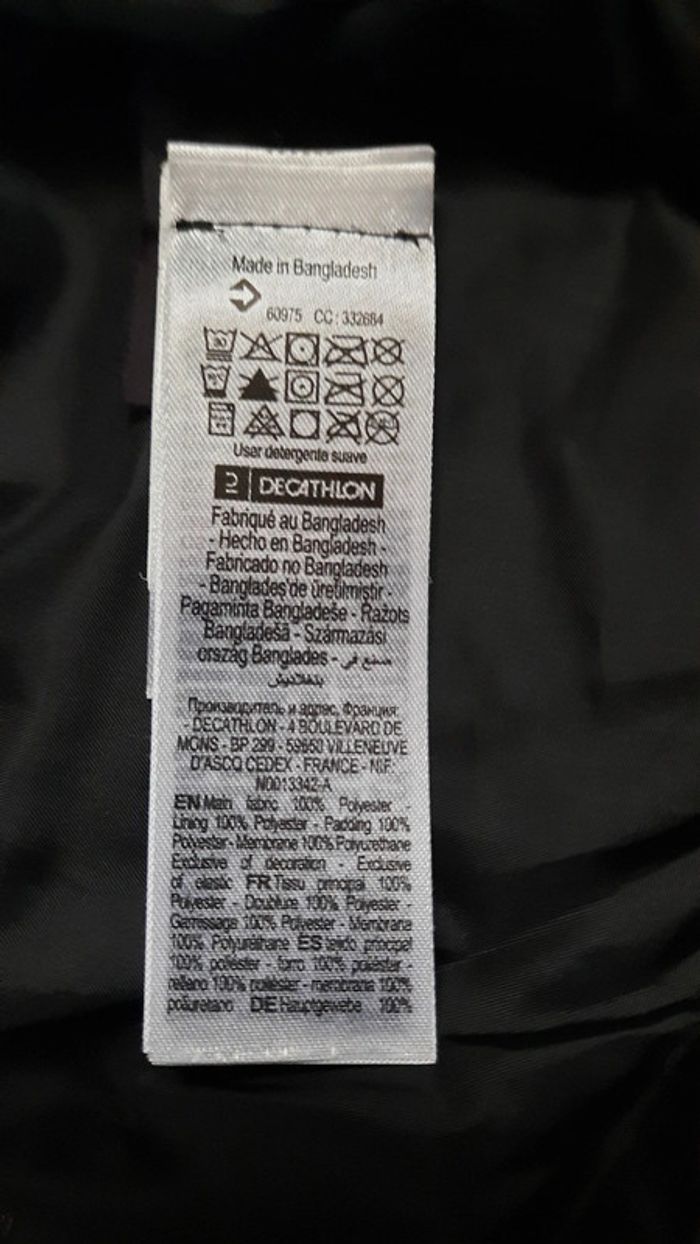 Made in Bangladesh
60975 CC : 332684
Usar detergente suave
DECATHLON
Fabriqué au Bangladesh
- Hecho en Bangladesh -
Fabricado no Bangladesh
- Banglades'de üretilmiştir -
Pagaminta Bangladeše - Ražots
Bangladešā - Származási
ország Banglades - صنع في
بنغلاديش
Производитель и адрес, Франция:
- DECATHLON - 4 BOULEVARD DE
MONS - BP 299 - 59650 VILLENEUVE
D'ASCQ CEDEX - FRANCE - N.I.F:
N0013342-A
EN Main fabric 100% Polyester -
Lining 100% Polyester - Padding 100%
Polyester - Membrane 100% Polyurethane
Exclusive of decoration - Exclusive
of elastic FR Tissu principal 100%
Polyester - Doublure 100% Polyester -
Garnissage 100% Polyester - Membrane
100% Polyuréthane ES tejido principal
100% poliéster - forro 100% poliéster -
relleno 100% poliéster - membrana 100%
poliuretano DE Hauptgewebe 100%